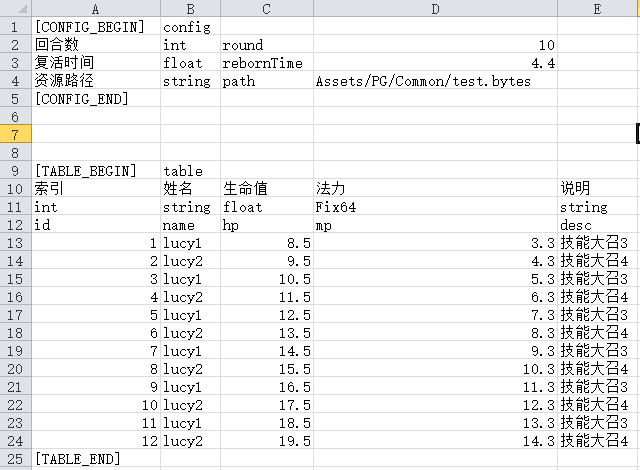 A B C D E
1 [CONFIG_BEGIN] config
2 回合数 int round 10
3 复活时间 float rebornTime 4.4
4 资源路径 string path Assets/PG/Common/test.bytes
5 [CONFIG_END]
6
7
8
9 [TABLE_BEGIN] table
10 索引 姓名 生命值 法力 说明
11 int string float Fix64 string
12 id name hp mp desc
13 1 lucy1 8.5 3.3 技能大召3
14 2 lucy2 9.5 4.3 技能大召4
15 3 lucy1 10.5 5.3 技能大召3
16 4 lucy2 11.5 6.3 技能大召4
17 5 lucy1 12.5 7.3 技能大召3
18 6 lucy2 13.5 8.3 技能大召4
19 7 lucy1 14.5 9.3 技能大召3
20 8 lucy2 15.5 10.3 技能大召4
21 9 lucy1 16.5 11.3 技能大召3
22 10 lucy2 17.5 12.3 技能大召4
23 11 lucy1 18.5 13.3 技能大召3
24 12 lucy2 19.5 14.3 技能大召4
25 [TABLE_END]